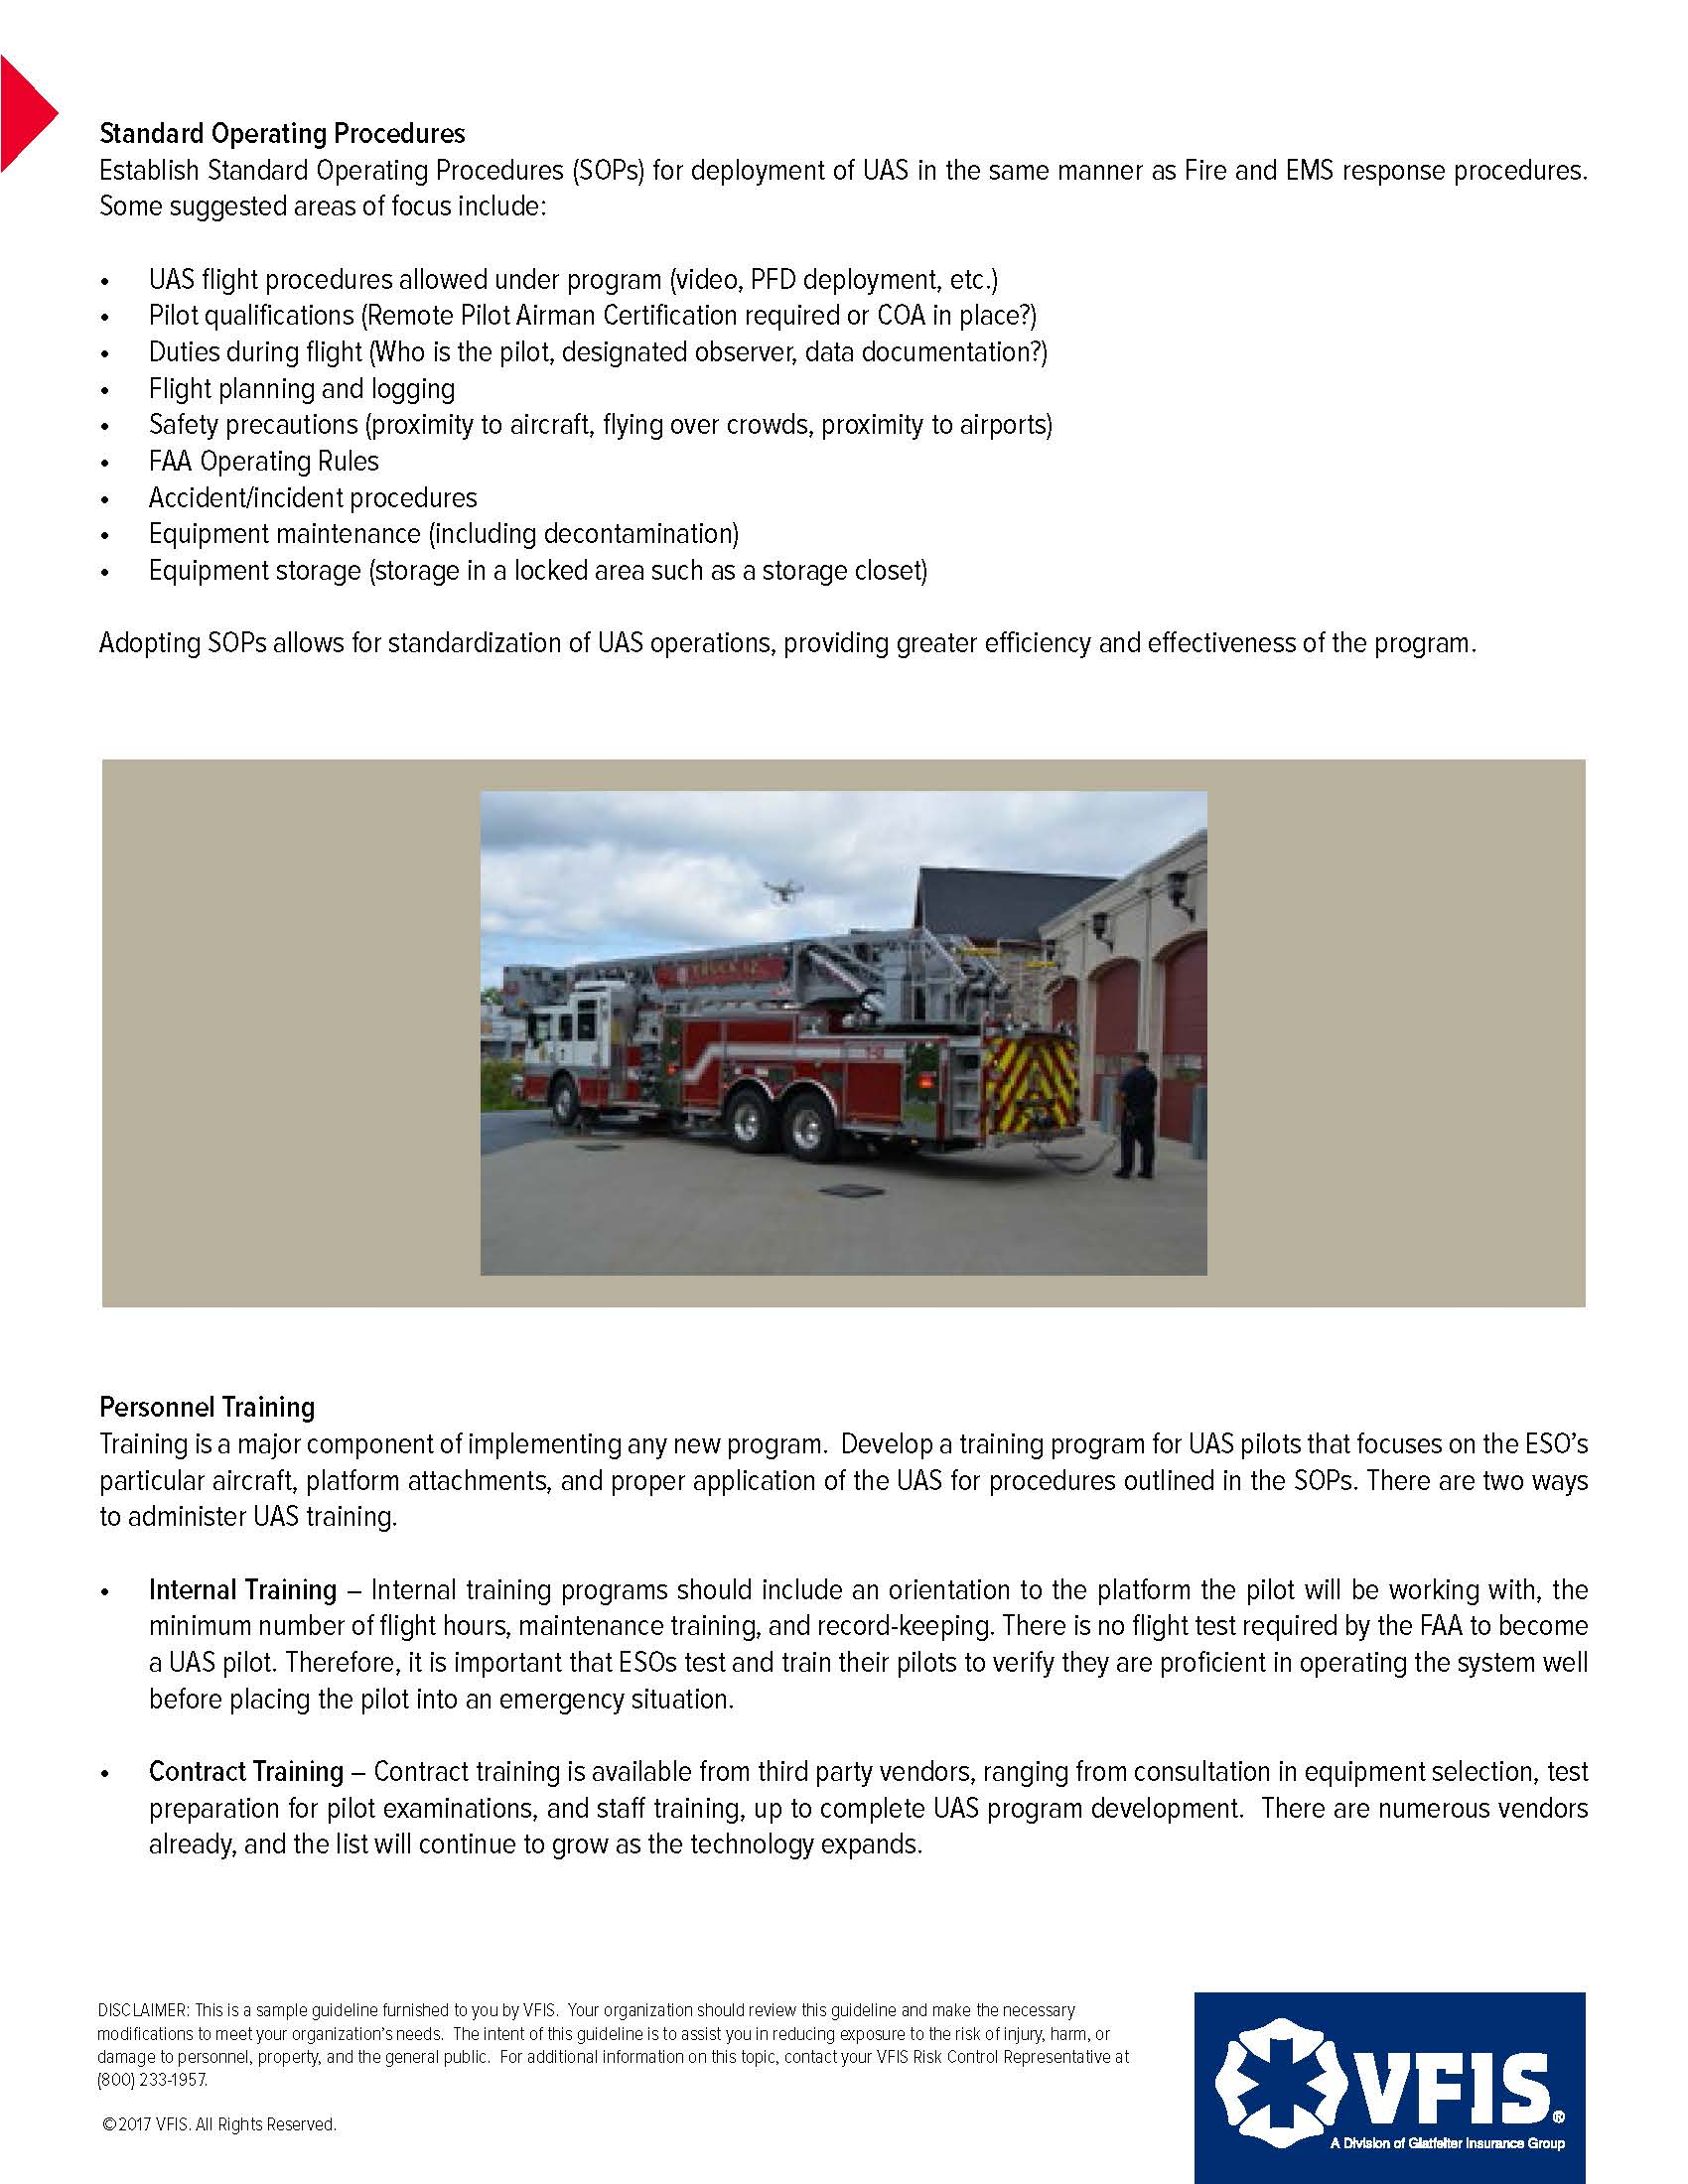 Standard Operating Procedures
Establish Standard Operating Procedures (SOPs) for deployment of UAS in the same manner as Fire and EMS response procedures.
Some suggested areas of focus include:
• UAS flight procedures allowed under program (video, PFD deployment, etc.)
• Pilot qualifications (Remote Pilot Airman Certification required or COA in place?)
• Duties during flight (Who is the pilot, designated observer, data documentation?)
• Flight planning and logging
• Safety precautions (proximity to aircraft, flying over crowds, proximity to airports)
• FAA Operating Rules
• Accident/incident procedures
• Equipment maintenance (including decontamination)
• Equipment storage (storage in a locked area such as a storage closet)
Adopting SOPs allows for standardization of UAS operations, providing greater efficiency and effectiveness of the program.
Personnel Training
Training is a major component of implementing any new program. Develop a training program for UAS pilots that focuses on the ESO's
particular aircraft, platform attachments, and proper application of the UAS for procedures outlined in the SOPs. There are two ways
to administer UAS training.
• Internal Training – Internal training programs should include an orientation to the platform the pilot will be working with, the
minimum number of flight hours, maintenance training, and record-keeping. There is no flight test required by the FAA to become
a UAS pilot. Therefore, it is important that ESOs test and train their pilots to verify they are proficient in operating the system well
before placing the pilot into an emergency situation.
• Contract Training – Contract training is available from third party vendors, ranging from consultation in equipment selection, test
preparation for pilot examinations, and staff training, up to complete UAS program development. There are numerous vendors
already, and the list will continue to grow as the technology expands.
DISCLAIMER: This is a sample guideline furnished to you by VFIS. Your organization should review this guideline and make the necessary
modifications to meet your organization's needs. The intent of this guideline is to assist you in reducing exposure to the risk of injury, harm, or
damage to personnel, property, and the general public. For additional information on this topic, contact your VFIS Risk Control Representative at
(800) 233-1957.
©2017 VFIS. All Rights Reserved.
VFIS®
A Division of Glatfelter Insurance Group